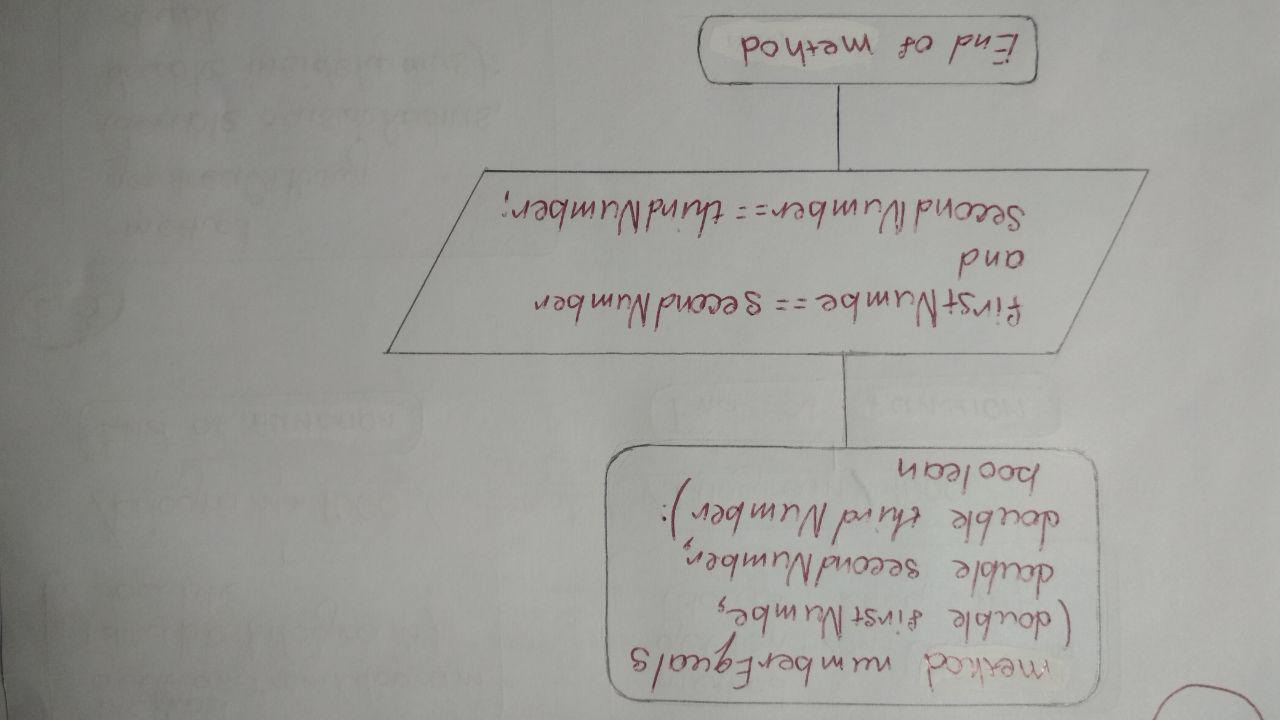 method numberEquals
(double firstNumbe,
double secondNumber,
double thirdNumber):
boolean
firstNumbe == secondNumber
and
secondNumber == thirdNumber;
End of method